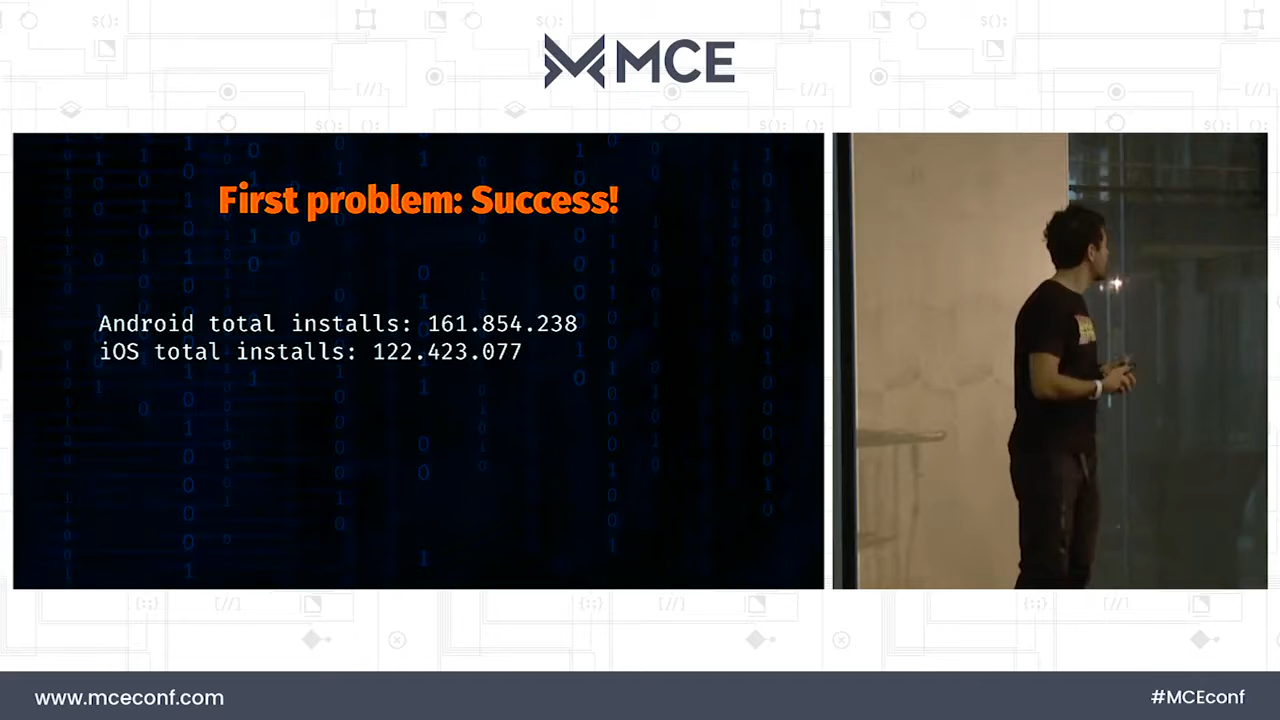 MCE
First problem: Success!
Android total installs: 161.854.238
iOS total installs: 122.423.077
www.mceconf.com
#MCEconf